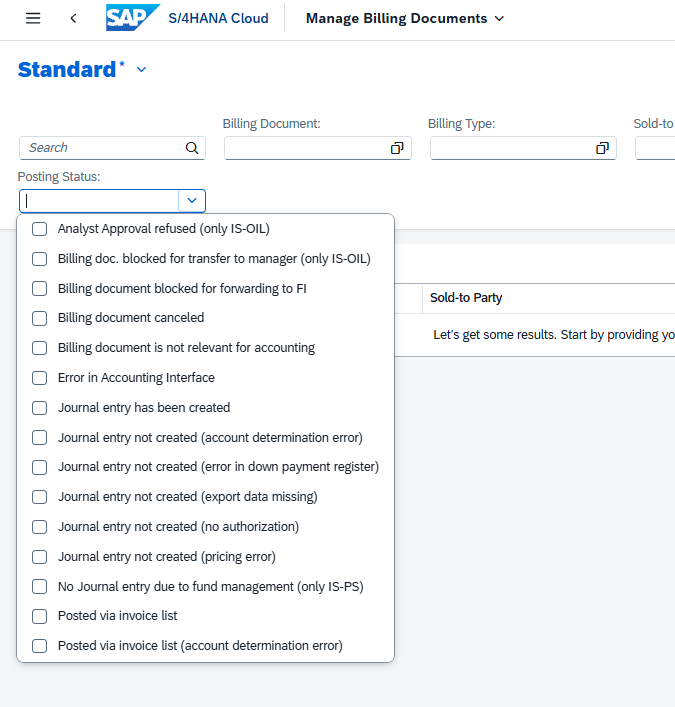 SAP S/4HANA Cloud Manage Billing Documents
Standard*
Billing Document: Billing Type: Sold-to
Search
Posting Status:
Analyst Approval refused (only IS-OIL)
Billing doc. blocked for transfer to manager (only IS-OIL)
Billing document blocked for forwarding to FI
Billing document canceled
Billing document is not relevant for accounting
Error in Accounting Interface
Journal entry has been created
Journal entry not created (account determination error)
Journal entry not created (error in down payment register)
Journal entry not created (export data missing)
Journal entry not created (no authorization)
Journal entry not created (pricing error)
No Journal entry due to fund management (only IS-PS)
Posted via invoice list
Posted via invoice list (account determination error)
Sold-to Party
Let's get some results. Start by providing yo